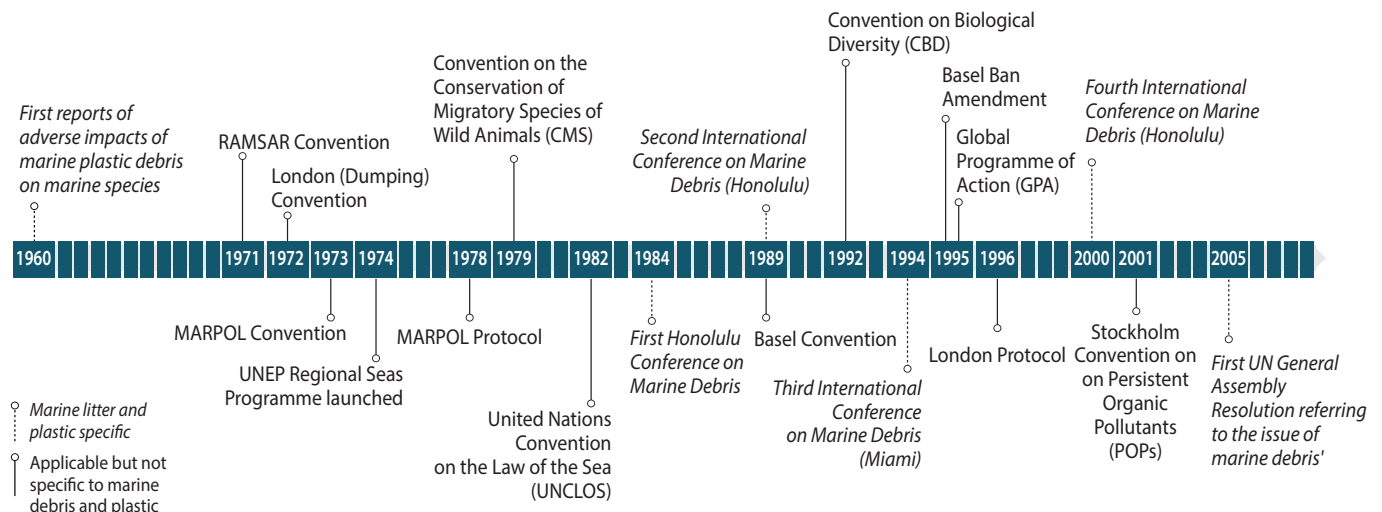 First reports of
adverse impacts of
marine plastic debris
on marine species
RAMSAR Convention
London (Dumping)
Convention
Convention on the
Conservation of
Migratory Species of
Wild Animals (CMS)
Second International
Conference on Marine
Debris (Honolulu)
Convention on Biological
Diversity (CBD)
Basel Ban
Amendment
Global
Programme of
Action (GPA)
Fourth International
Conference on Marine
Debris (Honolulu)
1960
1971
1972
1973
1974
1978
1979
1982
1984
1989
1992
1994
1995
1996
2000
2001
2005
MARPOL Convention
UNEP Regional Seas
Programme launched
MARPOL Protocol
United Nations
Convention
on the Law of the Sea
(UNCLOS)
First Honolulu
Conference on
Marine Debris
Basel Convention
Third International
Conference
on Marine Debris
(Miami)
London Protocol
Stockholm
Convention on
on Persistent
Organic
Pollutants
(POPs)
First UN General
Assembly
Resolution referring
to the issue of
marine debris'
Marine litter and
plastic specific
Applicable but not
specific to marine
debris and plastic